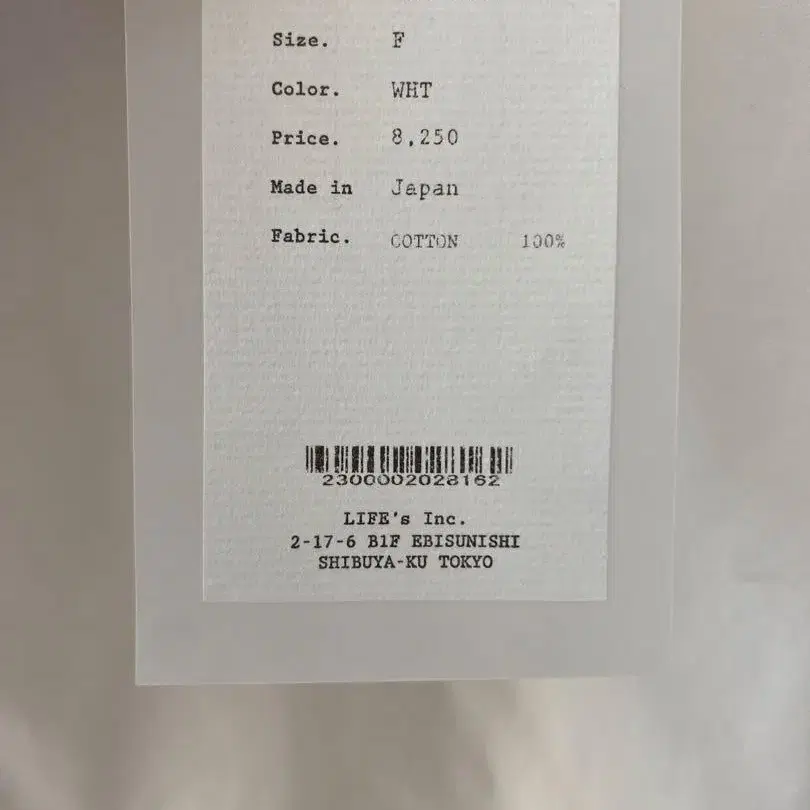 Size. F
Color. WHT
Price. 8,250
Made in Japan
Fabric. COTTON 100%
2300002028162
LIFE's Inc.
2-17-6 B1F EBISUNISHI
SHIBUYA-KU TOKYO